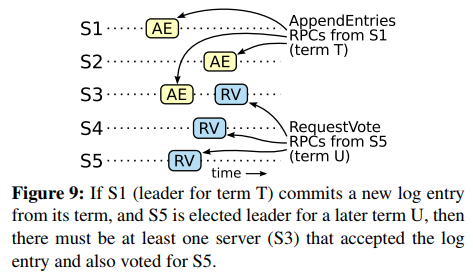 S1 AE AppendEntries
RPCs from S1
(term T)
S2 AE
S3 AE RV
S4 RV RequestVote
RPCs from S5
(term U)
S5 RV
time
Figure 9: If S1 (leader for term T) commits a new log entry
from its term, and S5 is elected leader for a later term U, then
there must be at least one server (S3) that accepted the log
entry and also voted for S5.